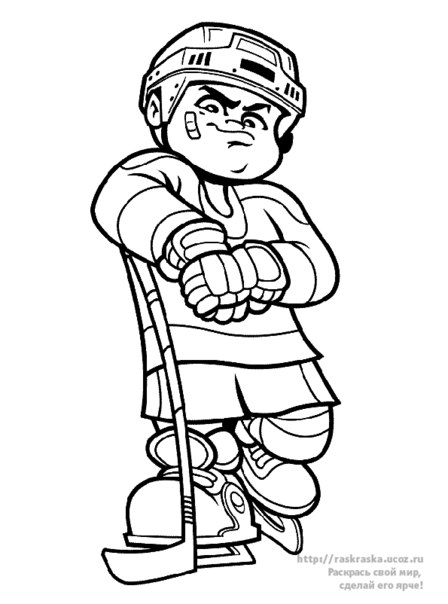 http://raskraska.ucoz.ru
Раскрась свой мир,
сделай его ярче!